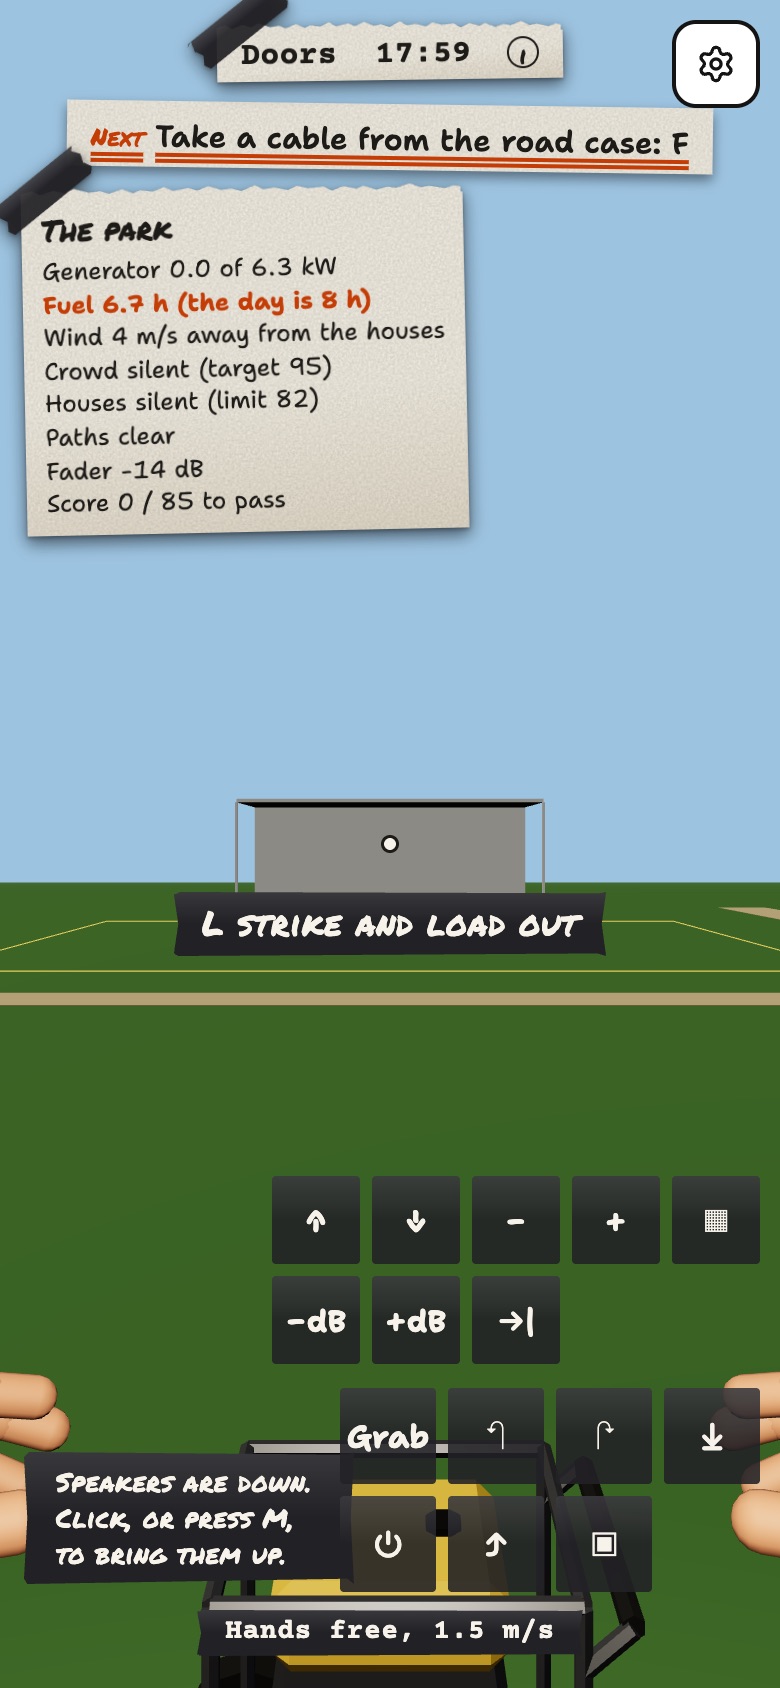 Doors 17:59
Next Take a cable from the road case: F
The park
Generator 0.0 of 6.3 kW
Fuel 6.7 h (the day is 8 h)
Wind 4 m/s away from the houses
Crowd silent (target 95)
Houses silent (limit 82)
Paths clear
Fader -14 dB
Score 0 / 85 to pass
L strike and load out
- +
-dB +dB
Grab
Speakers are down.
Click, or press M,
to bring them up.
Hands free, 1.5 m/s